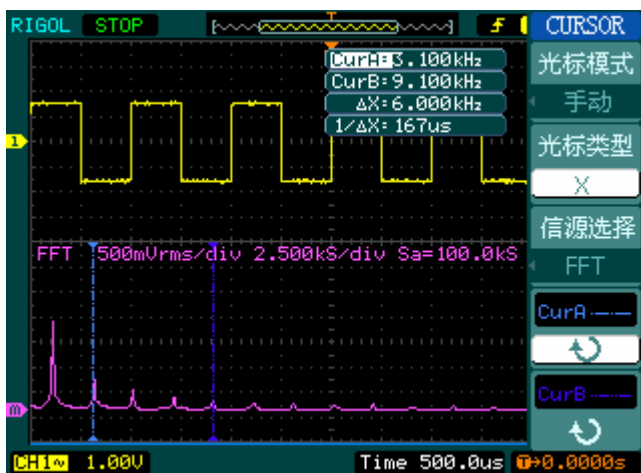 RIGOL STOP
CURSOR
CurA=3.100kHz
CurB=9.100kHz
ΔX=6.000kHz
1/ΔX=167us
光标模式
手动
光标类型
X
信源选择
FFT
CurA
CurB
1
FFT 500mVrms/div 2.500kS/div Sa=100.0kS
m
CH1~ 1.00V Time 500.0us T→0.0000s